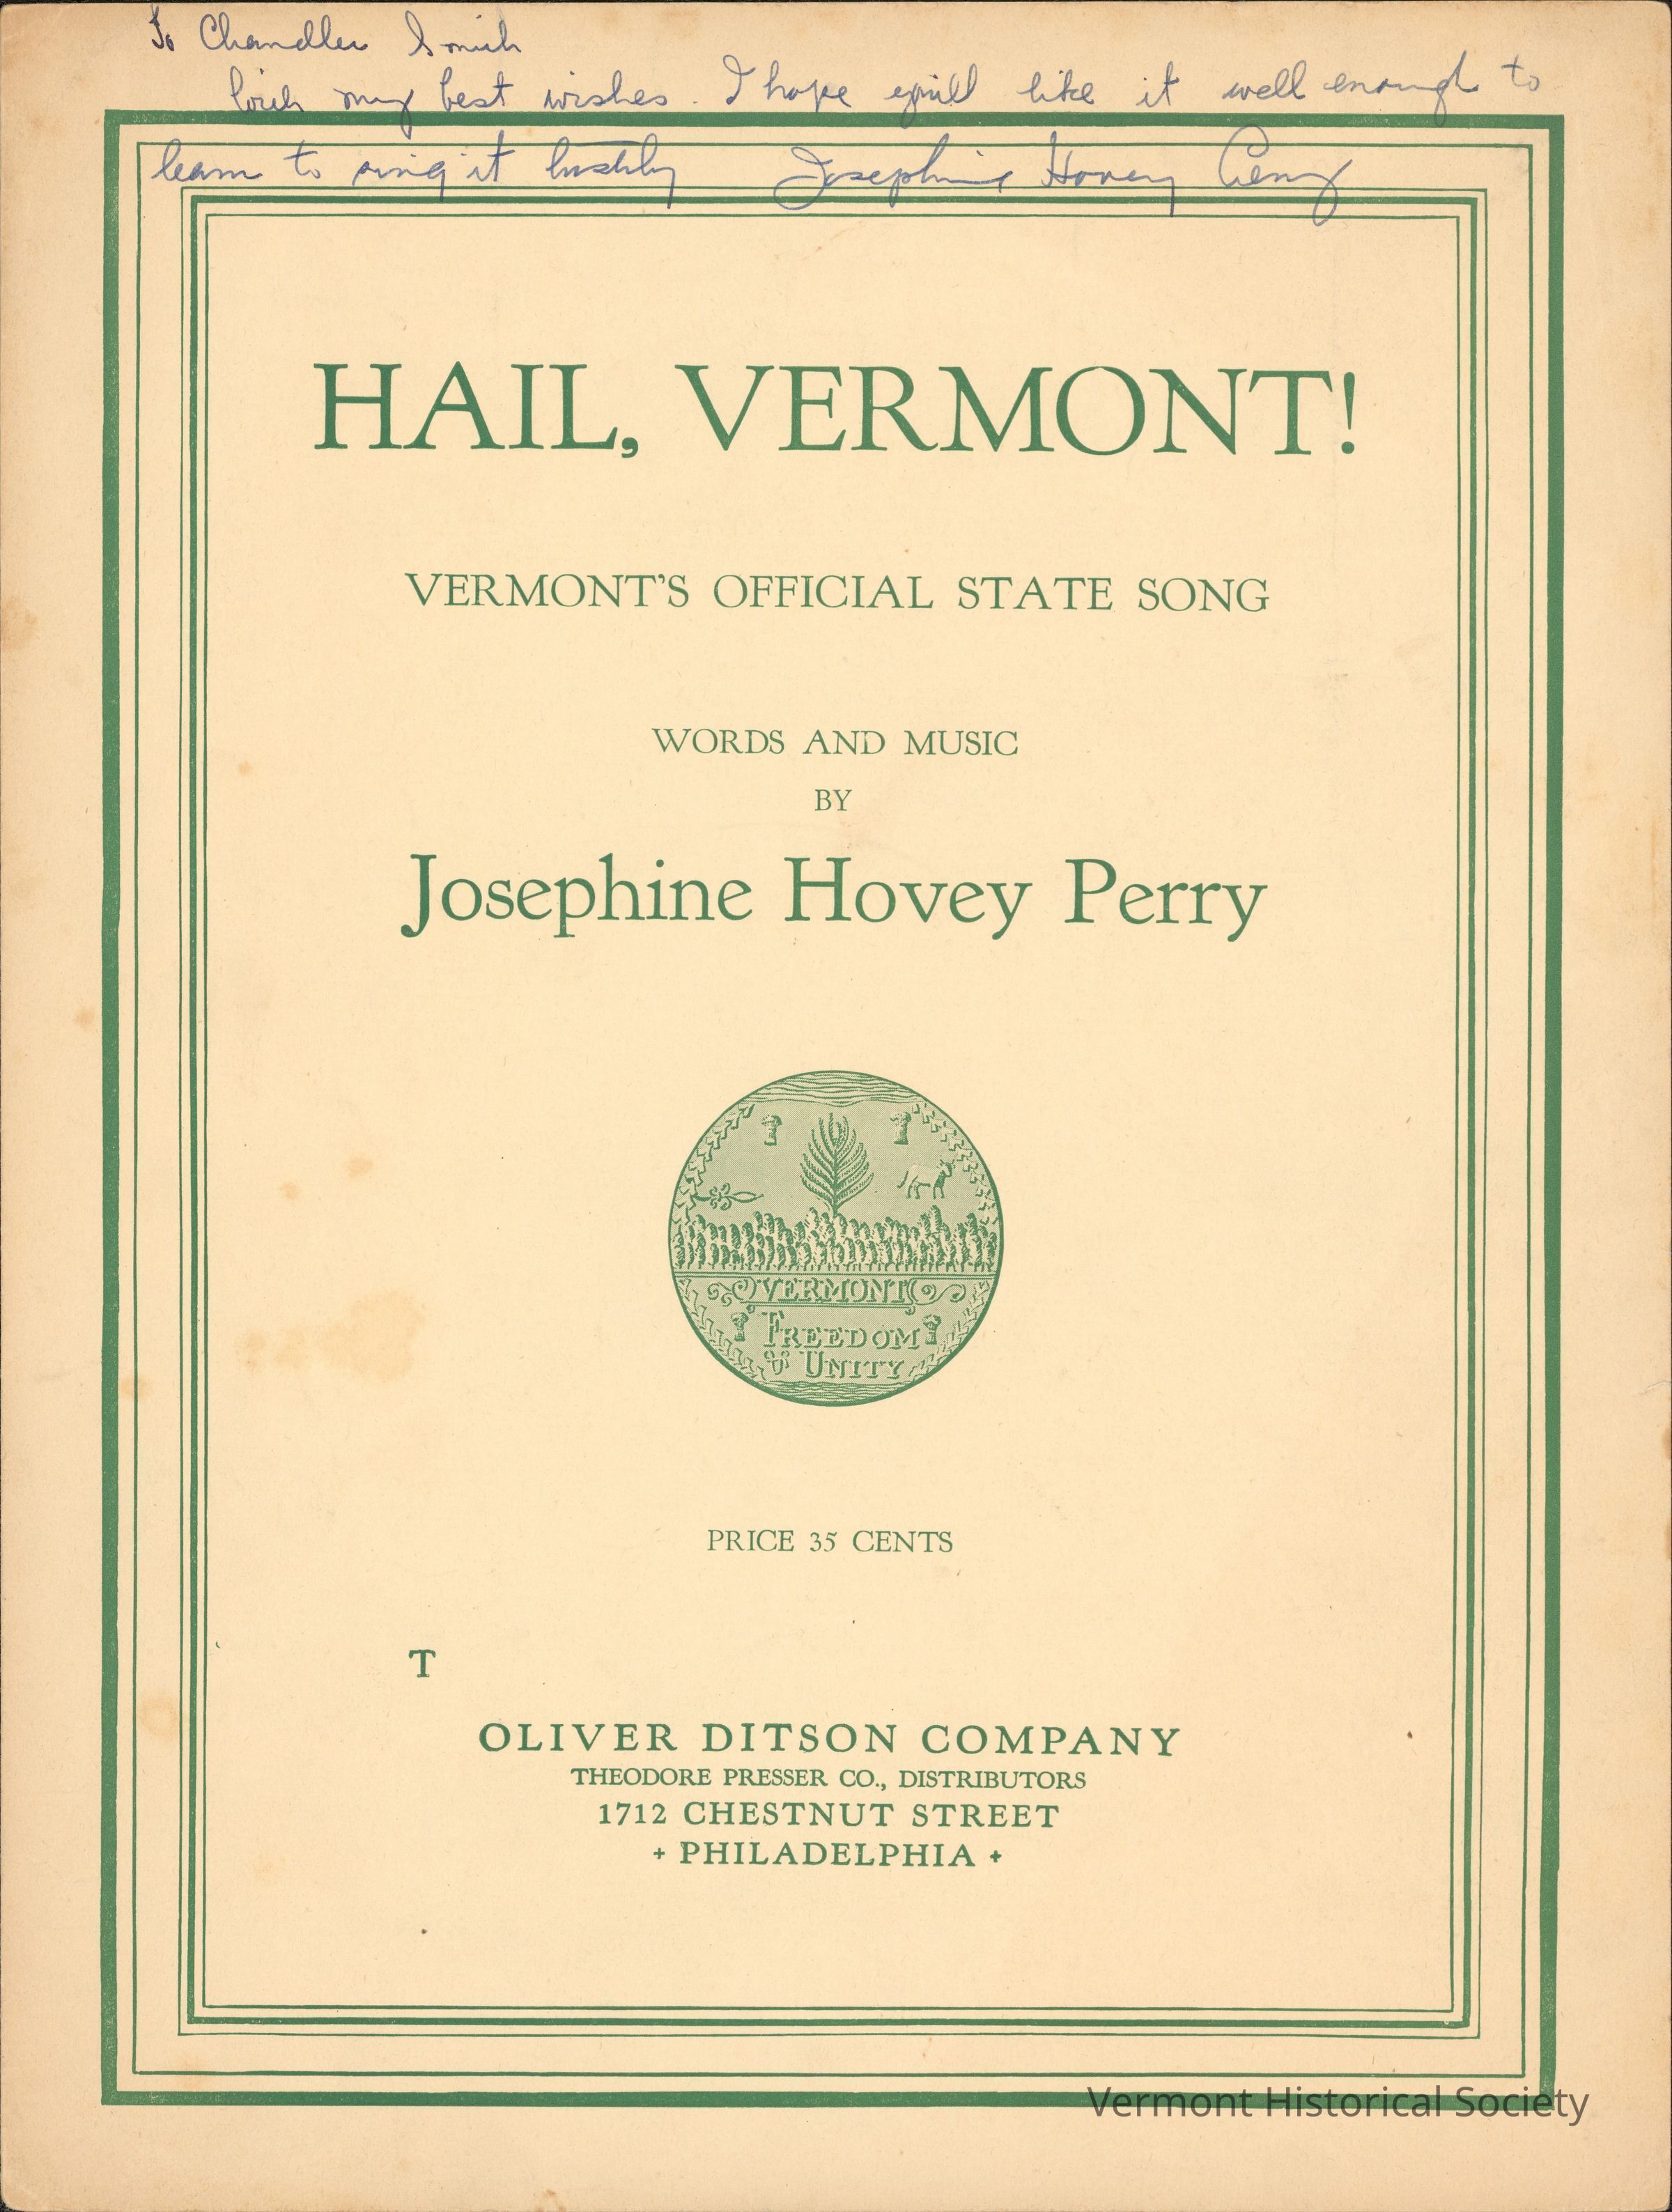 To Chandler Smith
With my best wishes. I hope you'll like it well enough to
learn to sing it lustily Josephine Hovey Perry
HAIL, VERMONT!
VERMONT'S OFFICIAL STATE SONG
WORDS AND MUSIC
BY
Josephine Hovey Perry
VERMONT
FREEDOM
& UNITY
PRICE 35 CENTS
T
OLIVER DITSON COMPANY
THEODORE PRESSER CO., DISTRIBUTORS
1712 CHESTNUT STREET
+ PHILADELPHIA +
Vermont Historical Society